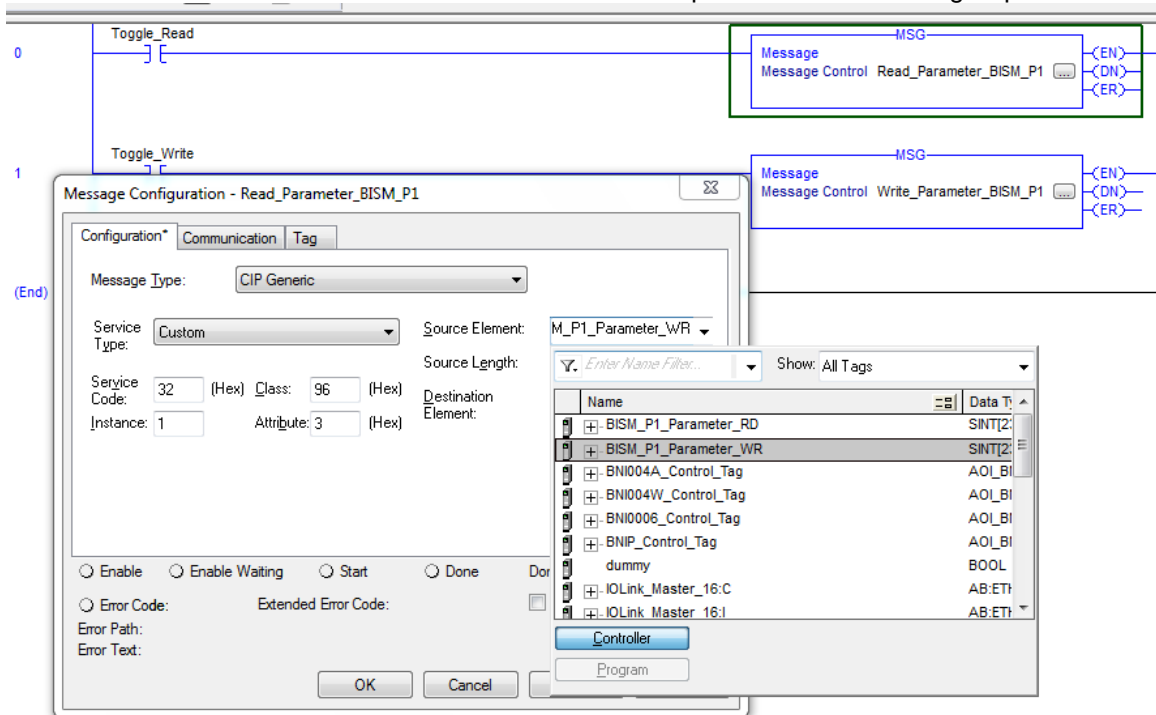 Toggle_Read
0
MSG
Message
Message Control Read_Parameter_BISM_P1 ...
(EN)
(DN)
(ER)
Toggle_Write
1
MSG
Message
Message Control Write_Parameter_BISM_P1 ...
(EN)
(DN)
(ER)
(End)
Message Configuration - Read_Parameter_BISM_P1
Configuration* Communication Tag
Message Type: CIP Generic
Service Type: Custom
Source Element: M_P1_Parameter_WR
Source Length:
Service Code: 32 (Hex) Class: 96 (Hex)
Destination Element:
Instance: 1 Attribute: 3 (Hex)
Enter Name Filter... Show: All Tags
Name Data Ty
BISM_P1_Parameter_RD SINT[2
BISM_P1_Parameter_WR SINT[2
BNI004A_Control_Tag AOI_BI
BNI004W_Control_Tag AOI_BI
BNI0006_Control_Tag AOI_BI
BNIP_Control_Tag AOI_BI
dummy BOOL
IOLink_Master_16:C AB:ETH
IOLink_Master_16:I AB:ETH
Controller
Program
Enable Enable Waiting Start Done
Error Code: Extended Error Code:
Error Path:
Error Text:
OK Cancel